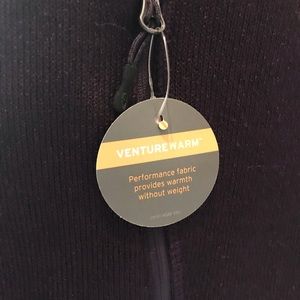 VENTUREWARM™
Performance fabric
provides warmth
without weight